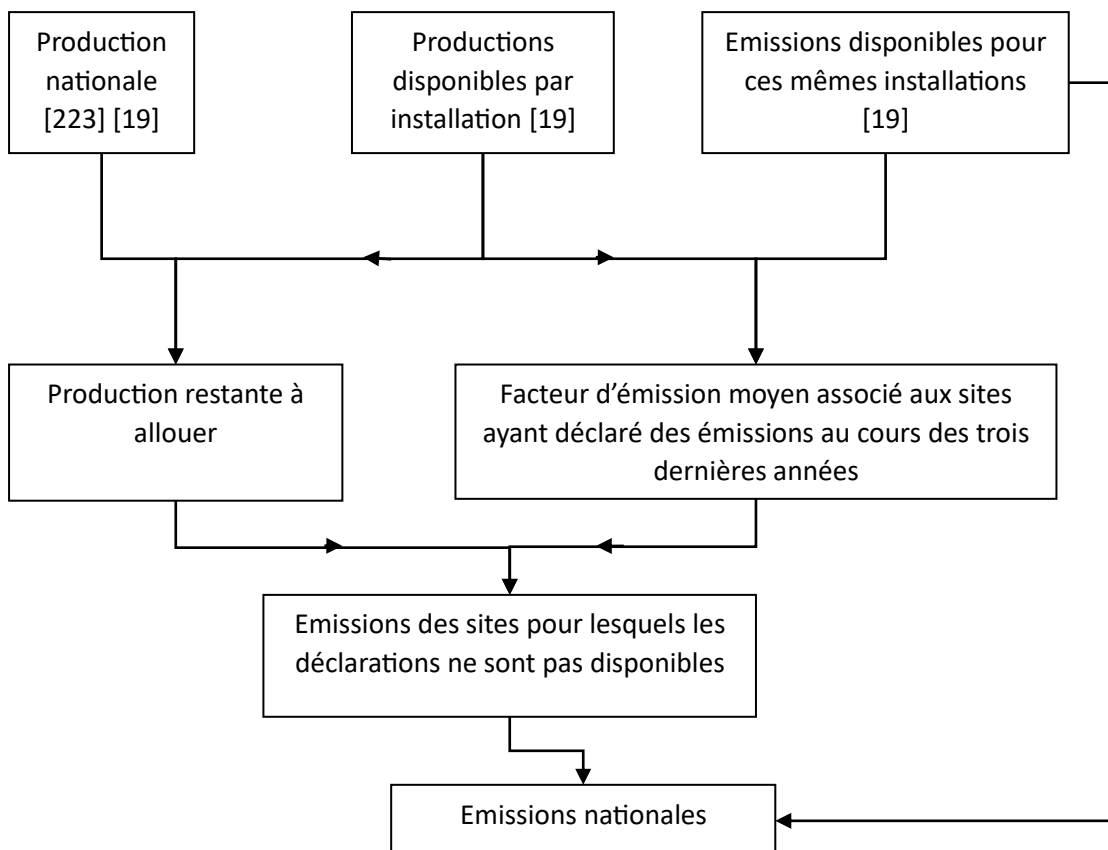 Production
nationale
[223] [19]
Productions
disponibles par
installation [19]
Emissions disponibles pour
ces mêmes installations
[19]
Production restante à
allouer
Facteur d’émission moyen associé aux sites
ayant déclaré des émissions au cours des trois
dernières années
Emissions des sites pour lesquels les
déclarations ne sont pas disponibles
Emissions nationales